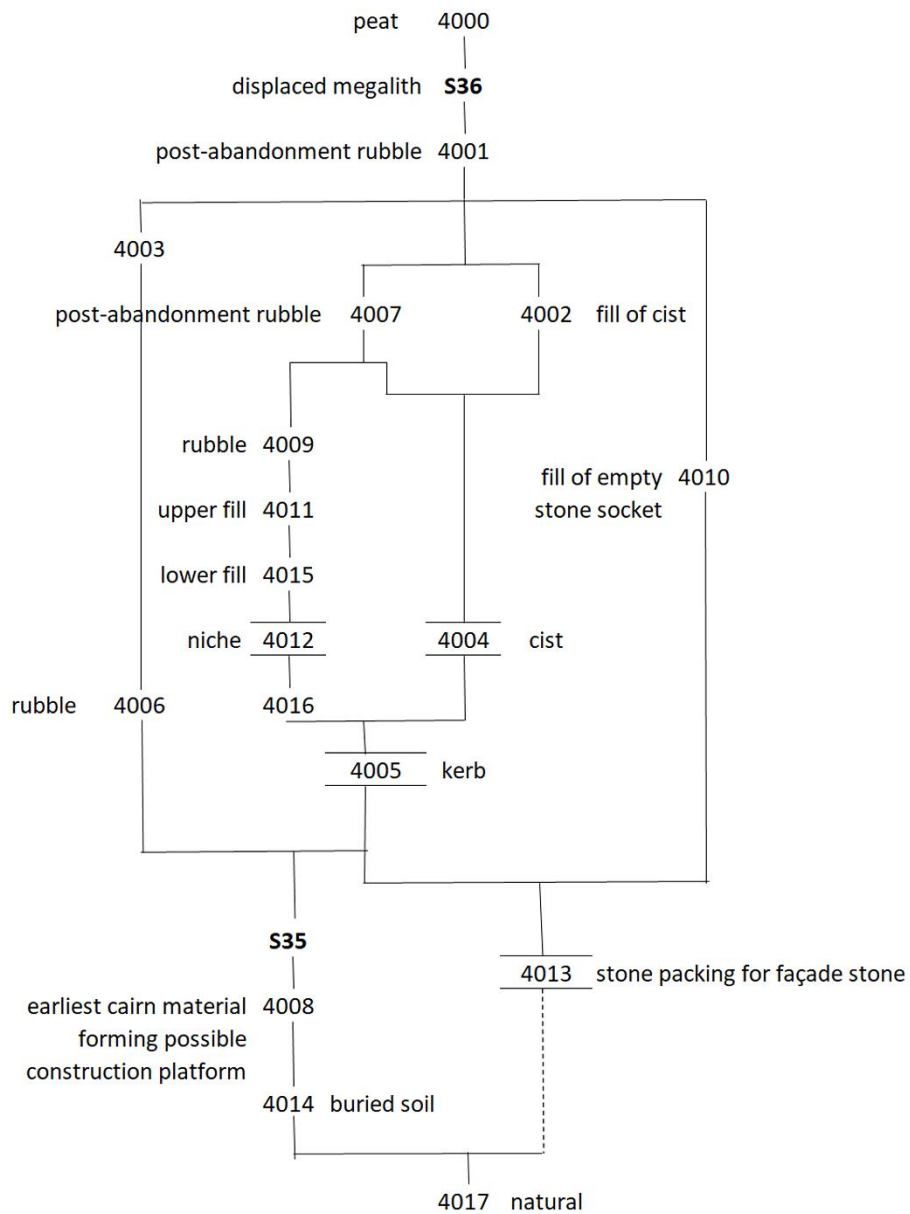 peat 4000
displaced megalith S36
post-abandonment rubble 4001
4003
post-abandonment rubble 4007 4002 fill of cist
rubble 4009
fill of empty 4010
stone socket
upper fill 4011
lower fill 4015
niche 4012 4004 cist
rubble 4006 4016
4005 kerb
S35
4013 stone packing for façade stone
earliest cairn material 4008
forming possible
construction platform
4014 buried soil
4017 natural